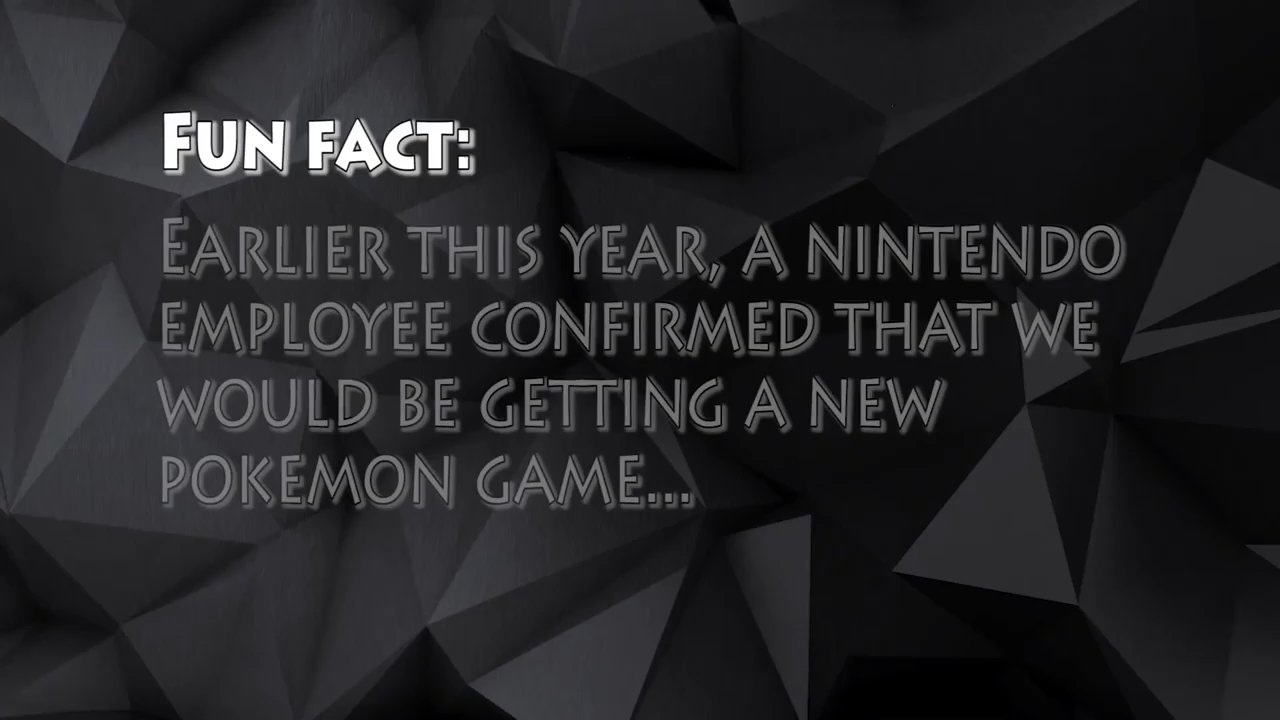 Fun fact:
Earlier this year, a Nintendo
employee confirmed that we
would be getting a new
Pokemon game...